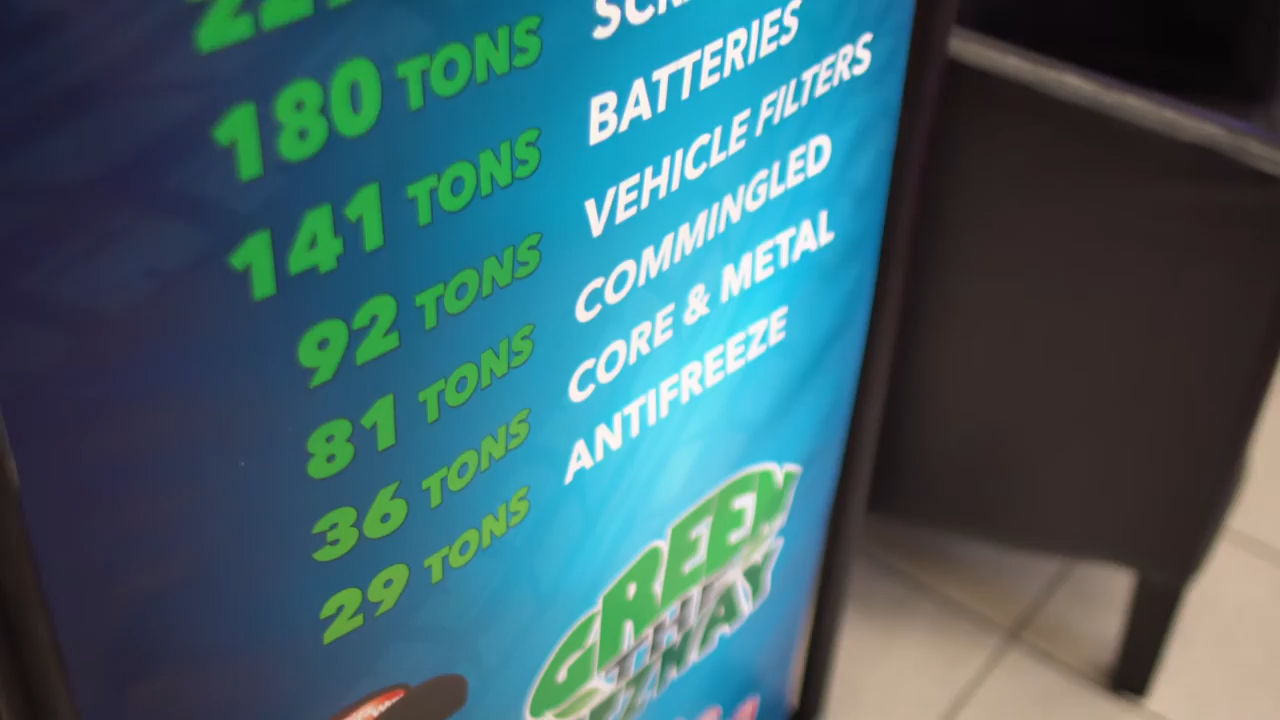 180 TONS
141 TONS BATTERIES
92 TONS VEHICLE FILTERS
81 TONS COMMINGLED
36 TONS CORE & METAL
29 TONS ANTIFREEZE
GREEN
THE